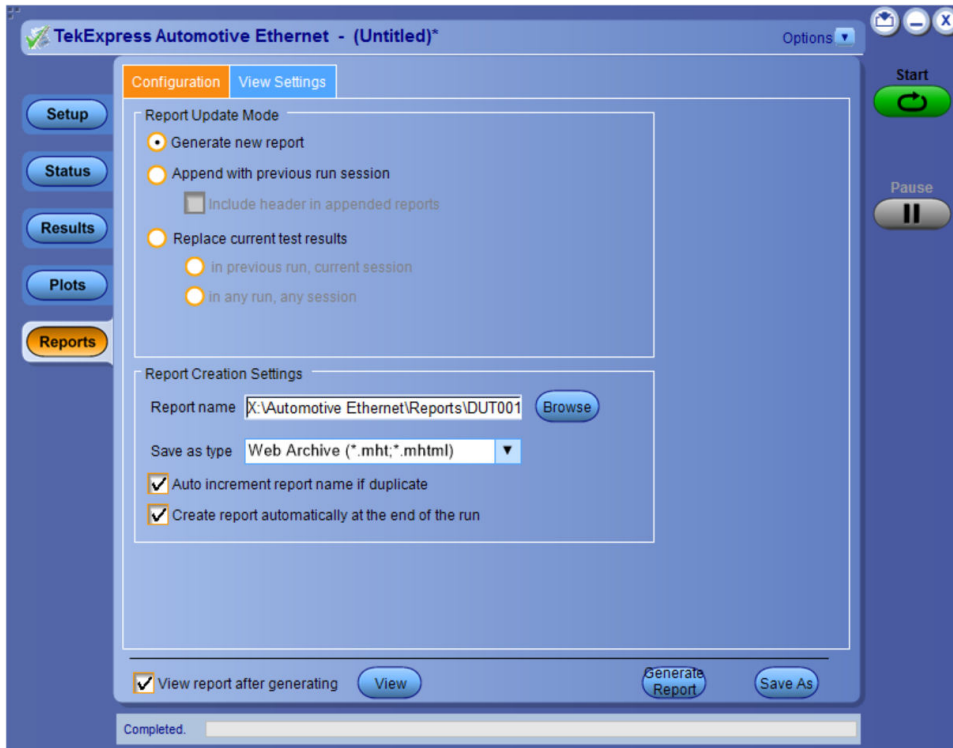 TekExpress Automotive Ethernet - (Untitled)*
Options
X
Start
Pause
Setup
Status
Results
Plots
Reports
Configuration
View Settings
Report Update Mode
Generate new report
Append with previous run session
Include header in appended reports
Replace current test results
in previous run, current session
in any run, any session
Report Creation Settings
Report name X:\Automotive Ethernet\Reports\DUT001 Browse
Save as type Web Archive (*.mht;*.mhtml)
Auto increment report name if duplicate
Create report automatically at the end of the run
View report after generating
View
Generate
Report
Save As
Completed.